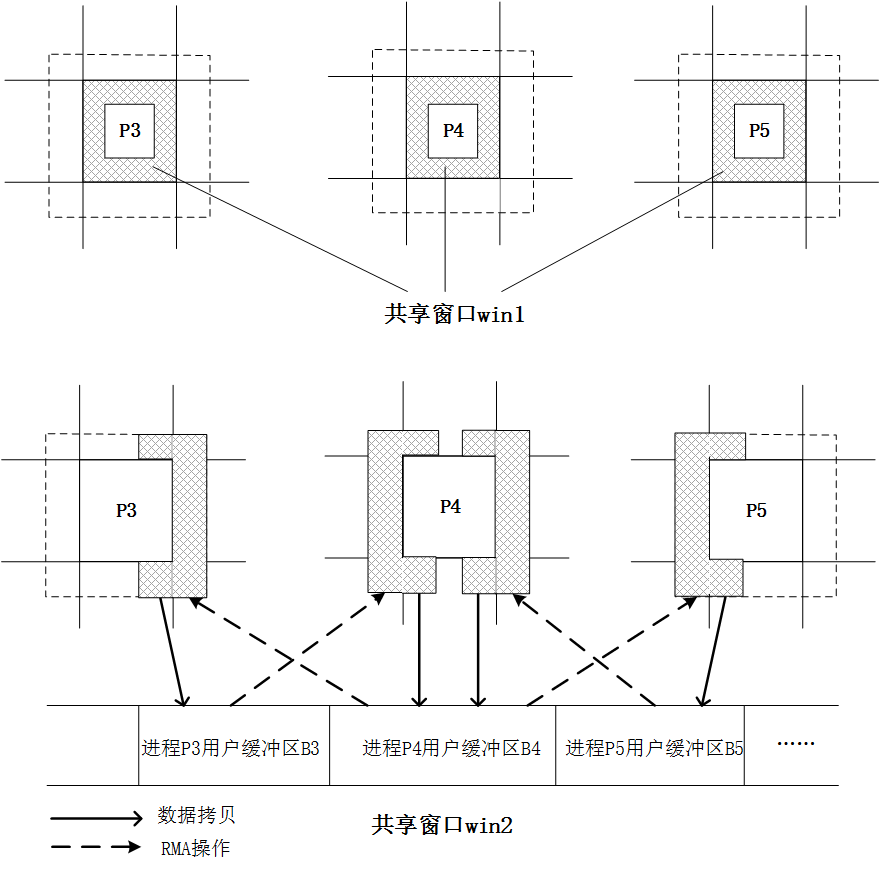 P3
P4
P5
共享窗口win1
P3
P4
P5
进程P3用户缓冲区B3
进程P4用户缓冲区B4
进程P5用户缓冲区B5
……
数据拷贝
共享窗口win2
RMA操作